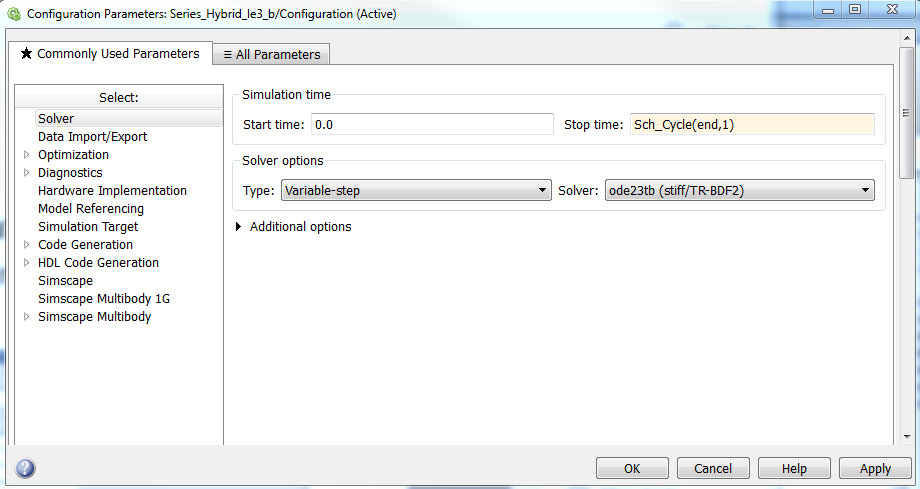 Configuration Parameters: Series_Hybrid_le3_b/Configuration (Active)
★ Commonly Used Parameters
≡ All Parameters
Select:
Solver
Data Import/Export
Optimization
Diagnostics
Hardware Implementation
Model Referencing
Simulation Target
Code Generation
HDL Code Generation
Simscape
Simscape Multibody 1G
Simscape Multibody
Simulation time
Start time: 0.0 Stop time: Sch_Cycle(end,1)
Solver options
Type: Variable-step Solver: ode23tb (stiff/TR-BDF2)
Additional options
? OK Cancel Help Apply